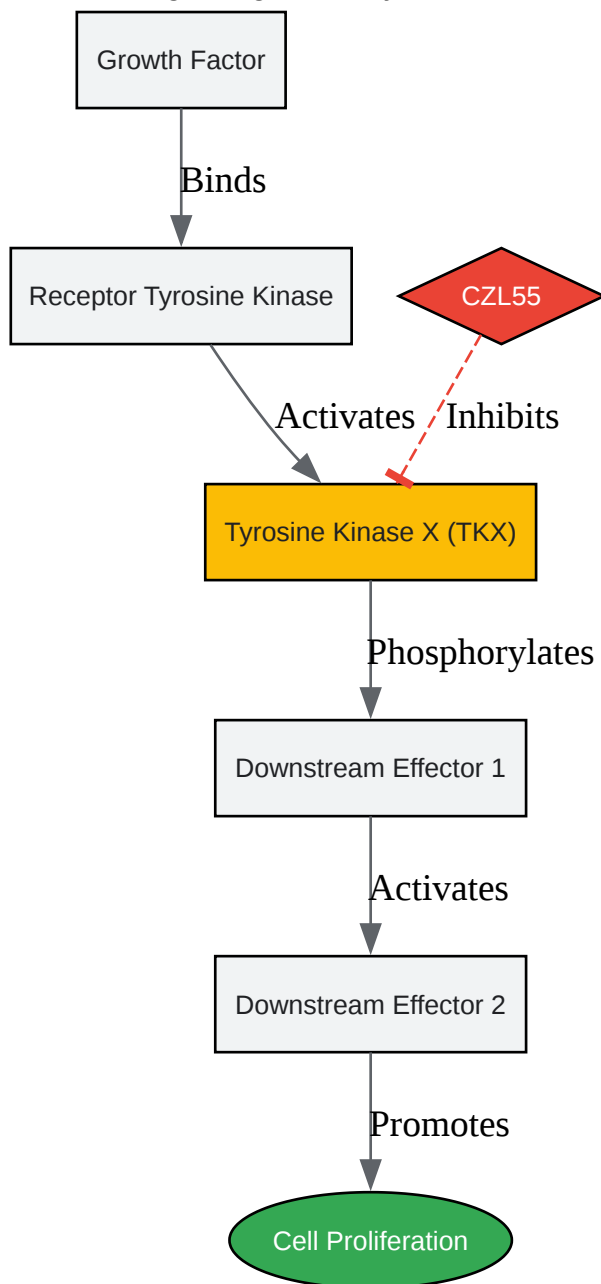 Growth Factor
Binds
Receptor Tyrosine Kinase
CZL55
Activates
Inhibits
Tyrosine Kinase X (TKX)
Phosphorylates
Downstream Effector 1
Activates
Downstream Effector 2
Promotes
Cell Proliferation